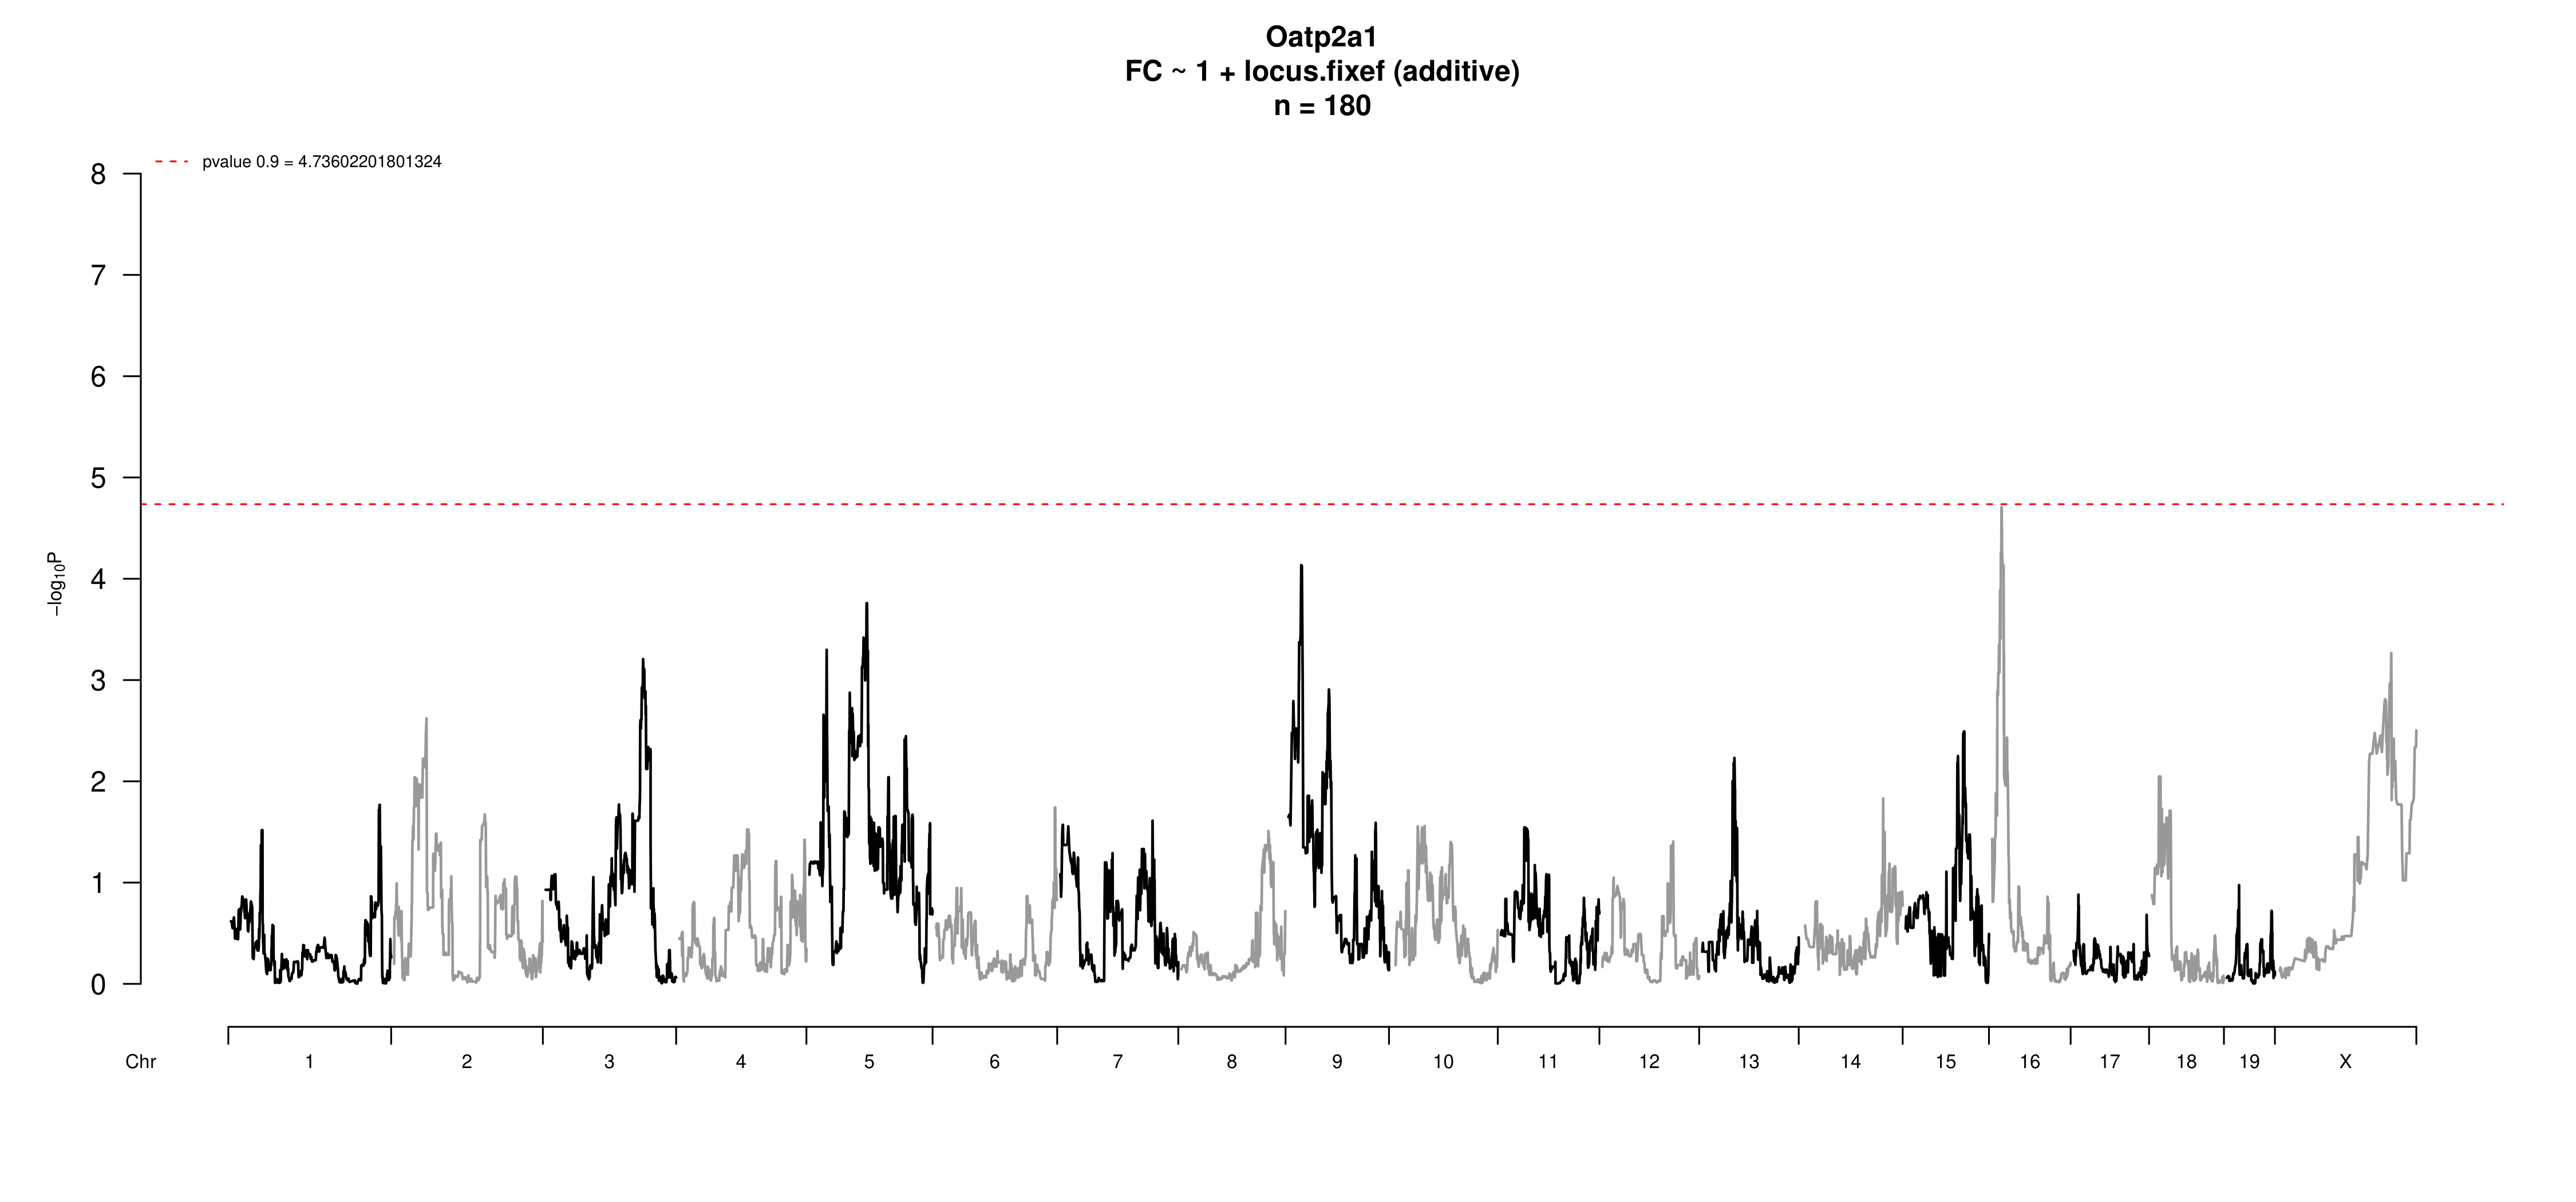 Oatp2a1
FC ~ 1 + locus.fixef (additive)
n = 180
pvalue 0.9 = 4.73602201801324
8
7
6
5
4
3
2
1
0
−log10P
Chr 1 2 3 4 5 6 7 8 9 10 11 12 13 14 15 16 17 18 19 X